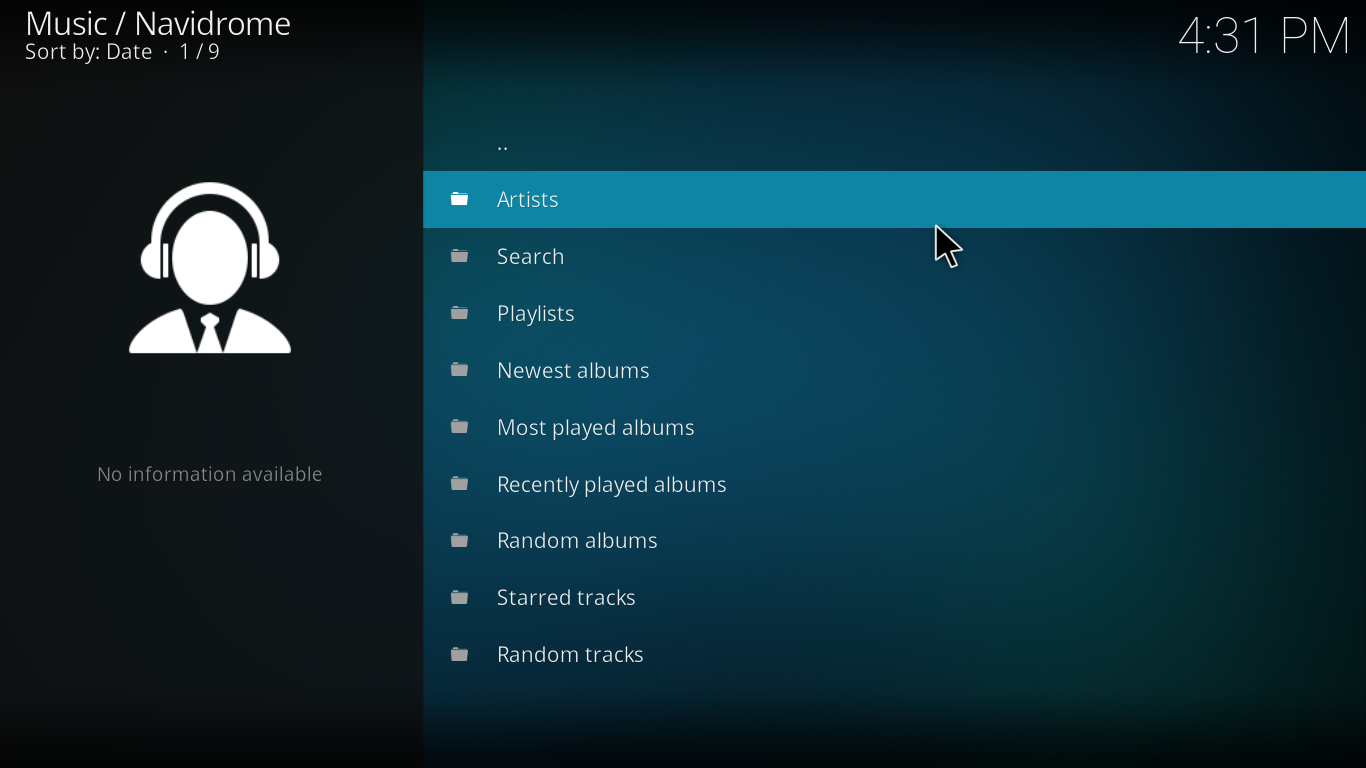 Music / Navidrome
Sort by: Date · 1 / 9
4:31 PM
..
Artists
Search
Playlists
Newest albums
Most played albums
Recently played albums
Random albums
Starred tracks
Random tracks
No information available